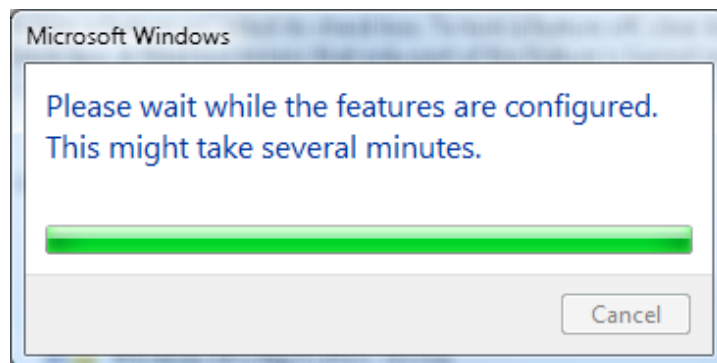 Microsoft Windows
Please wait while the features are configured.
This might take several minutes.
Cancel